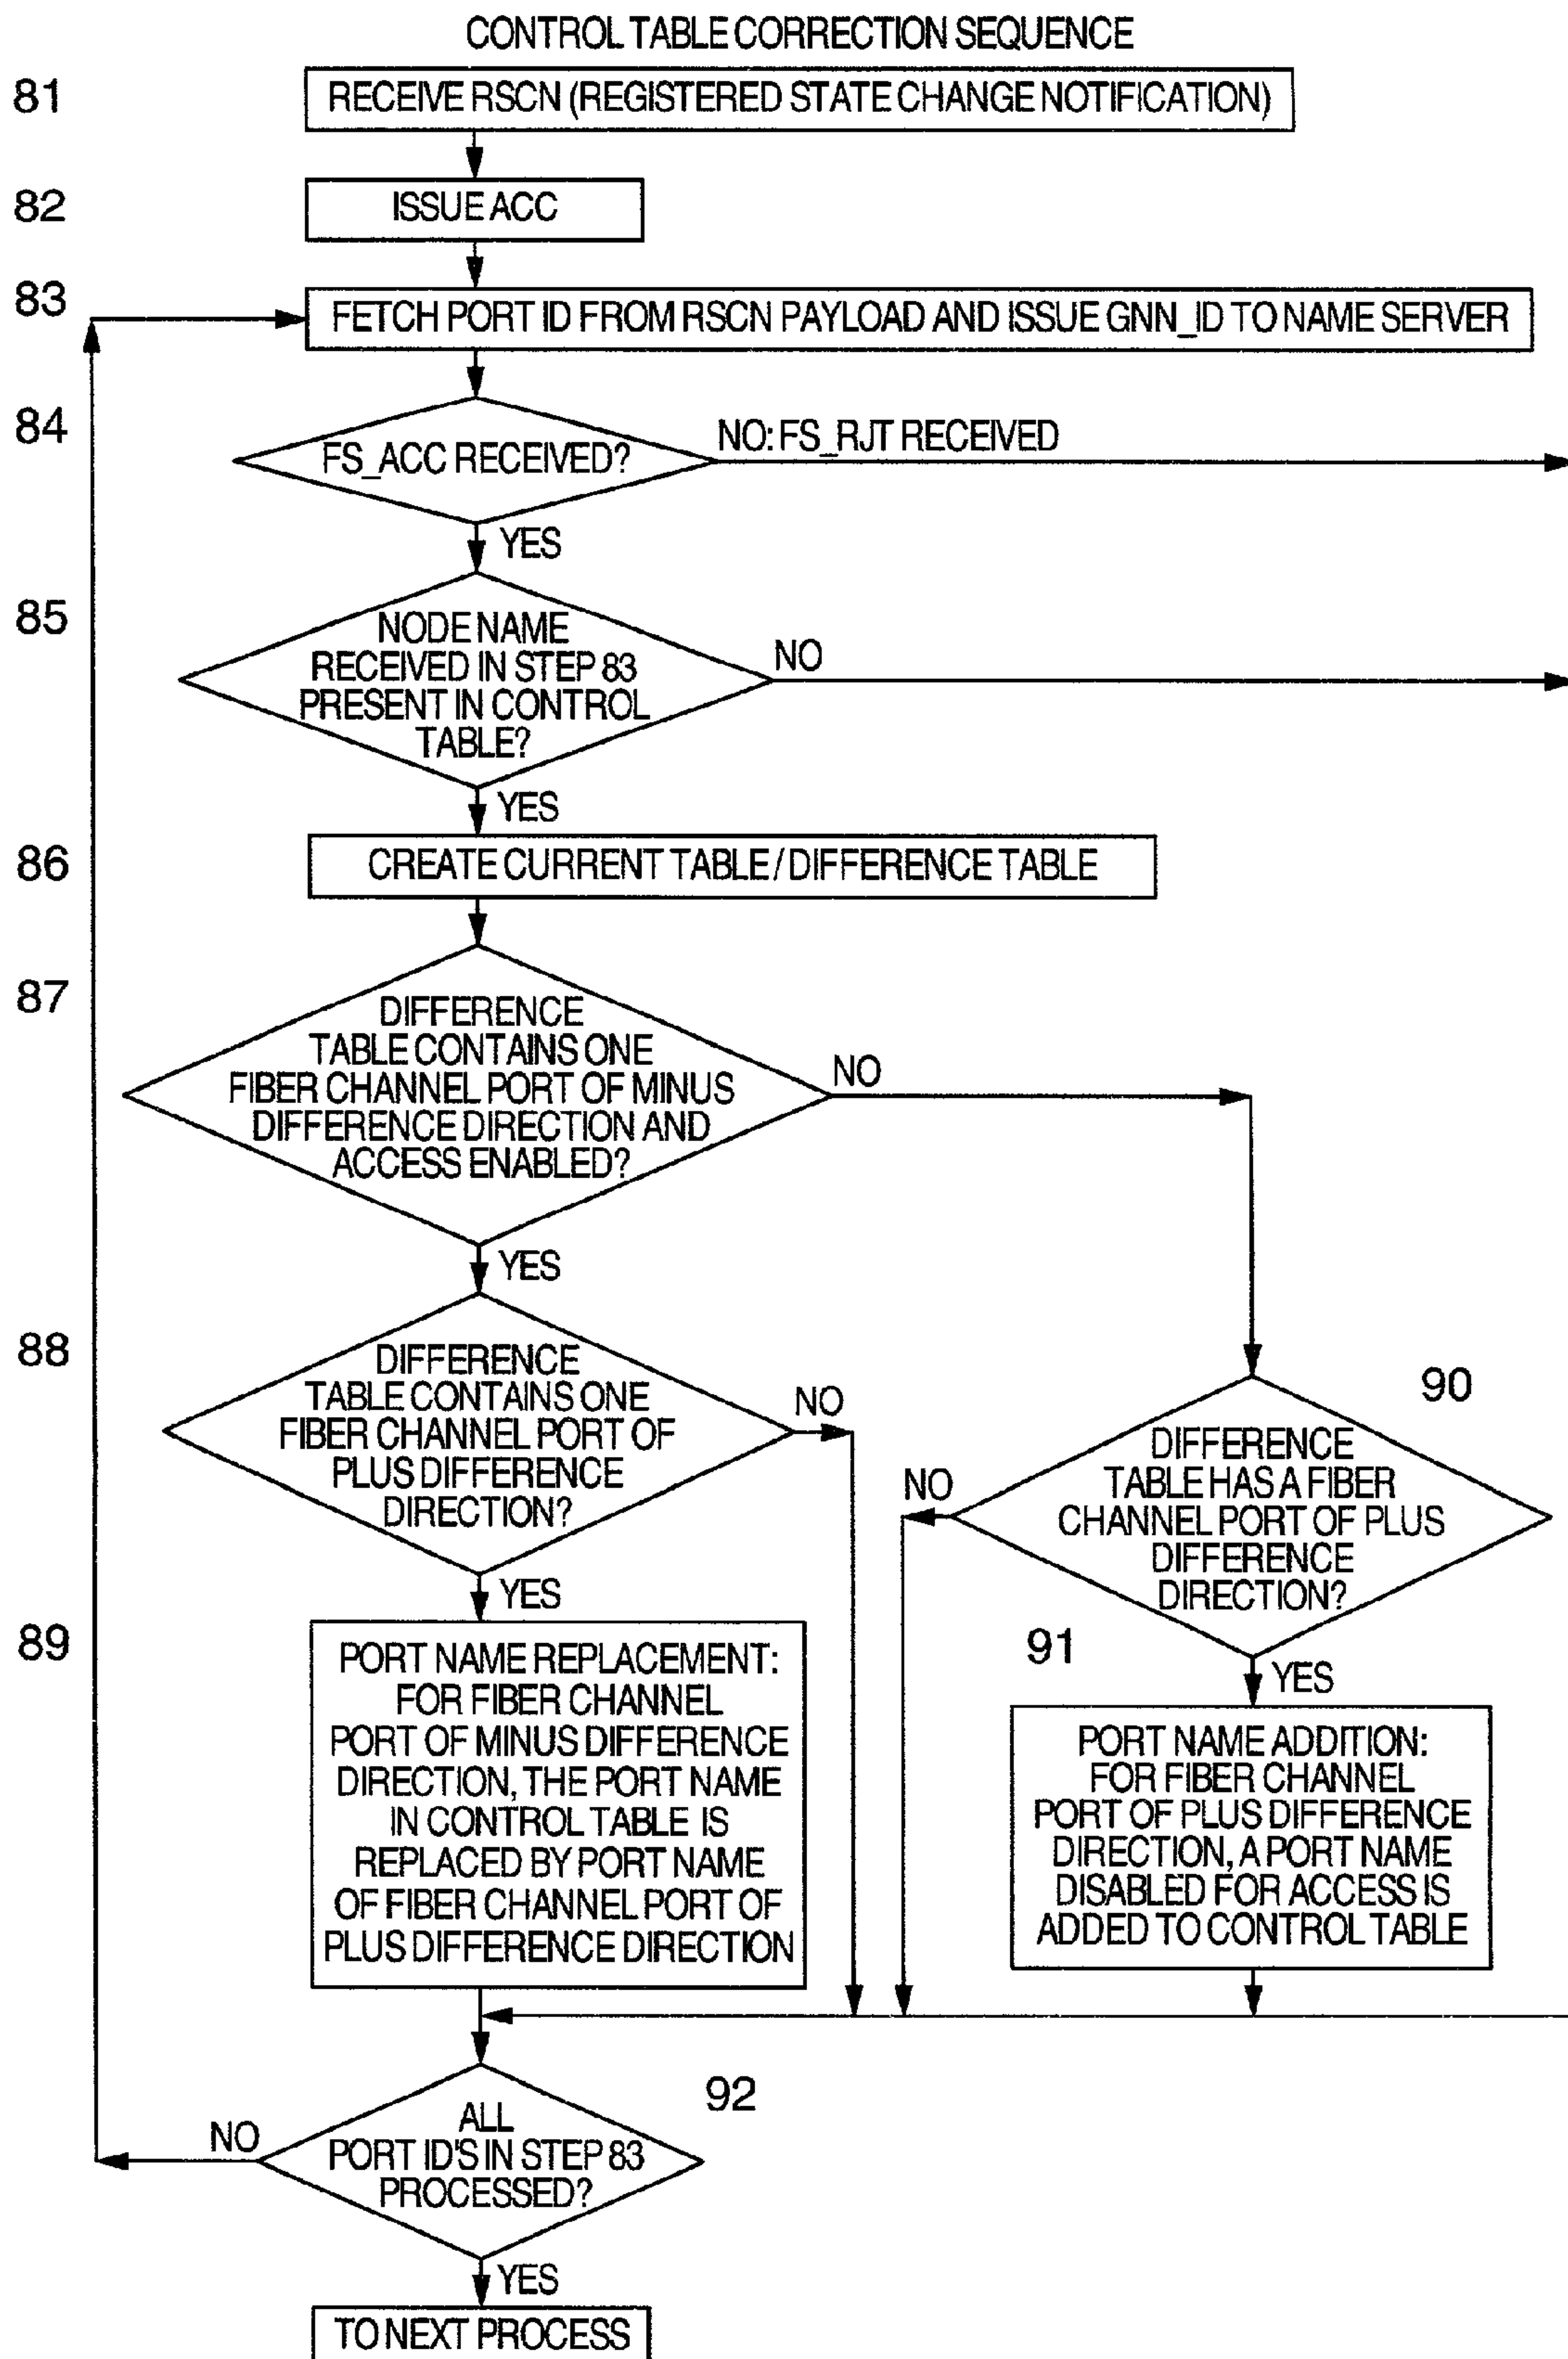 CONTROL TABLE CORRECTION SEQUENCE
81
RECEIVE RSCN (REGISTERED STATE CHANGE NOTIFICATION)
82
ISSUE ACC
83
FETCH PORT ID FROM RSCN PAYLOAD AND ISSUE GNN_ID TO NAME SERVER
84
FS_ACC RECEIVED?
NO: FS_RJT RECEIVED
YES
85
NODE NAME
RECEIVED IN STEP 83
PRESENT IN CONTROL
TABLE?
NO
YES
86
CREATE CURRENT TABLE / DIFFERENCE TABLE
87
DIFFERENCE
TABLE CONTAINS ONE
FIBER CHANNEL PORT OF MINUS
DIFFERENCE DIRECTION AND
ACCESS ENABLED?
NO
YES
88
DIFFERENCE
TABLE CONTAINS ONE
FIBER CHANNEL PORT OF
PLUS DIFFERENCE
DIRECTION?
NO
YES
90
DIFFERENCE
TABLE HAS A FIBER
CHANNEL PORT OF PLUS
DIFFERENCE
DIRECTION?
NO
YES
89
PORT NAME REPLACEMENT:
FOR FIBER CHANNEL
PORT OF MINUS DIFFERENCE
DIRECTION, THE PORT NAME
IN CONTROL TABLE IS
REPLACED BY PORT NAME
OF FIBER CHANNEL PORT OF
PLUS DIFFERENCE DIRECTION
91
PORT NAME ADDITION:
FOR FIBER CHANNEL
PORT OF PLUS DIFFERENCE
DIRECTION, A PORT NAME
DISABLED FOR ACCESS IS
ADDED TO CONTROL TABLE
92
ALL
PORT ID'S IN STEP 83
PROCESSED?
NO
YES
TO NEXT PROCESS